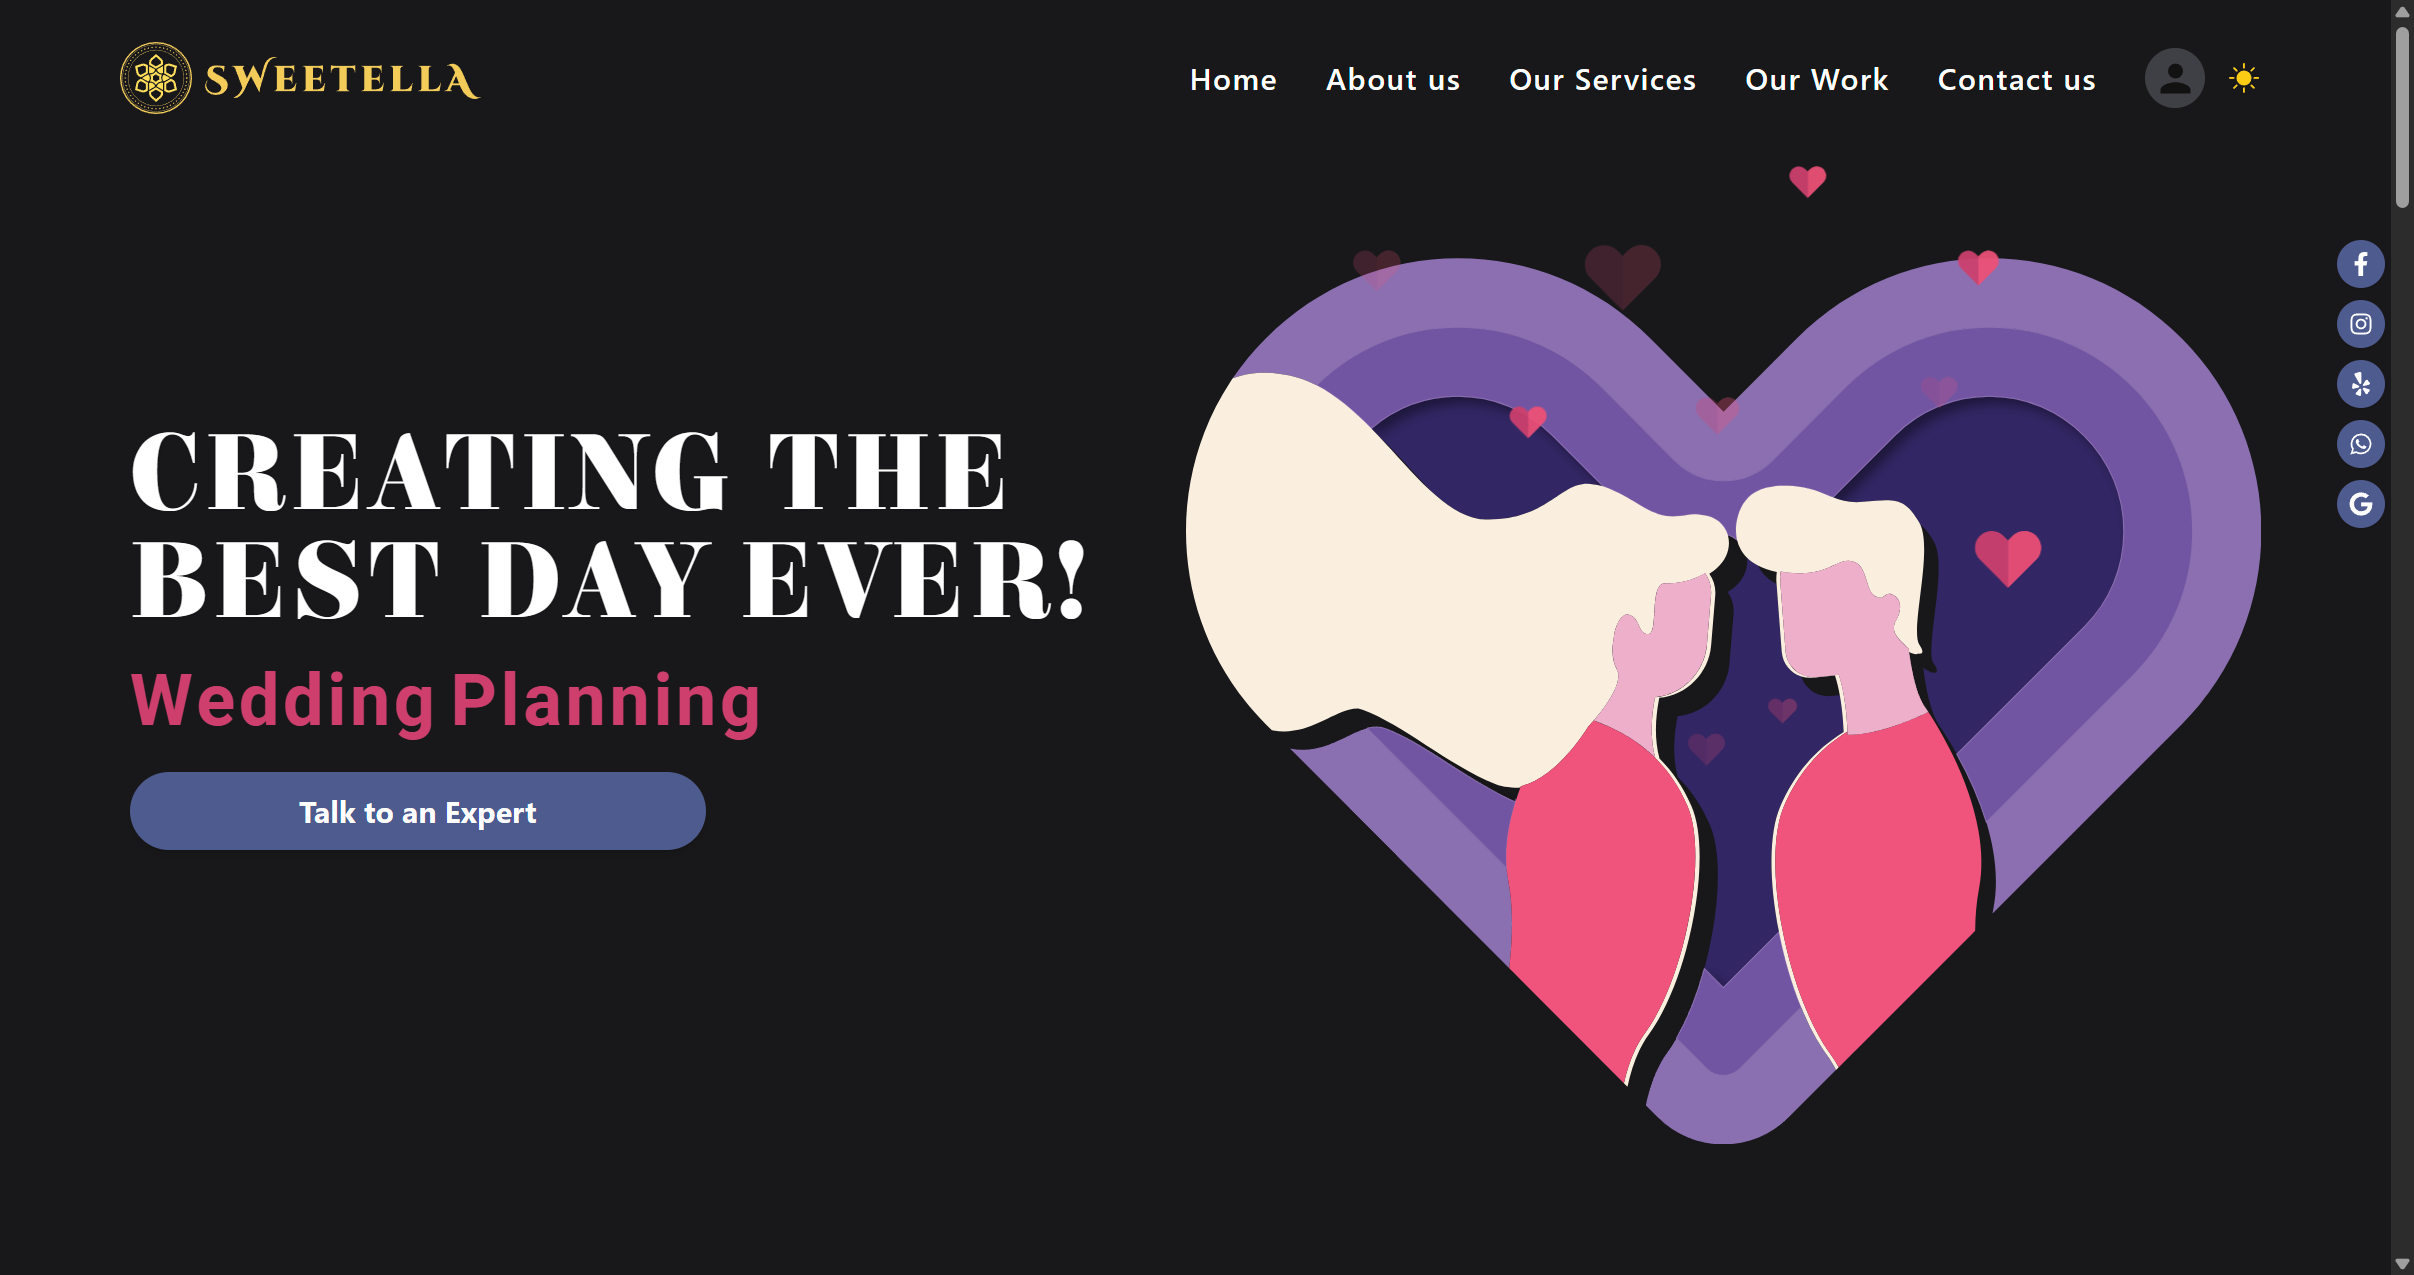 SWEETELLA
Home About us Our Services Our Work Contact us
CREATING THE
BEST DAY EVER!
Wedding Planning
Talk to an Expert